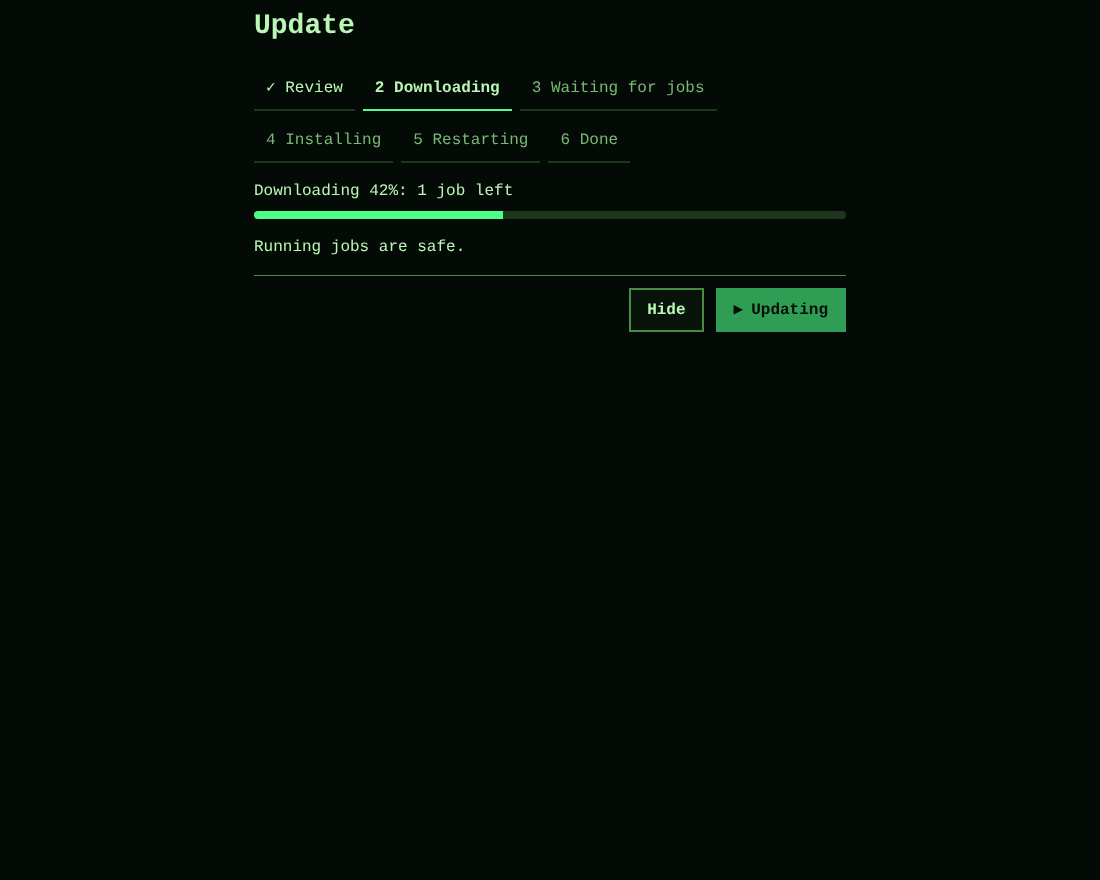 Update
✓ Review 2 Downloading 3 Waiting for jobs
4 Installing 5 Restarting 6 Done
Downloading 42%: 1 job left
Running jobs are safe.
Hide ▶ Updating